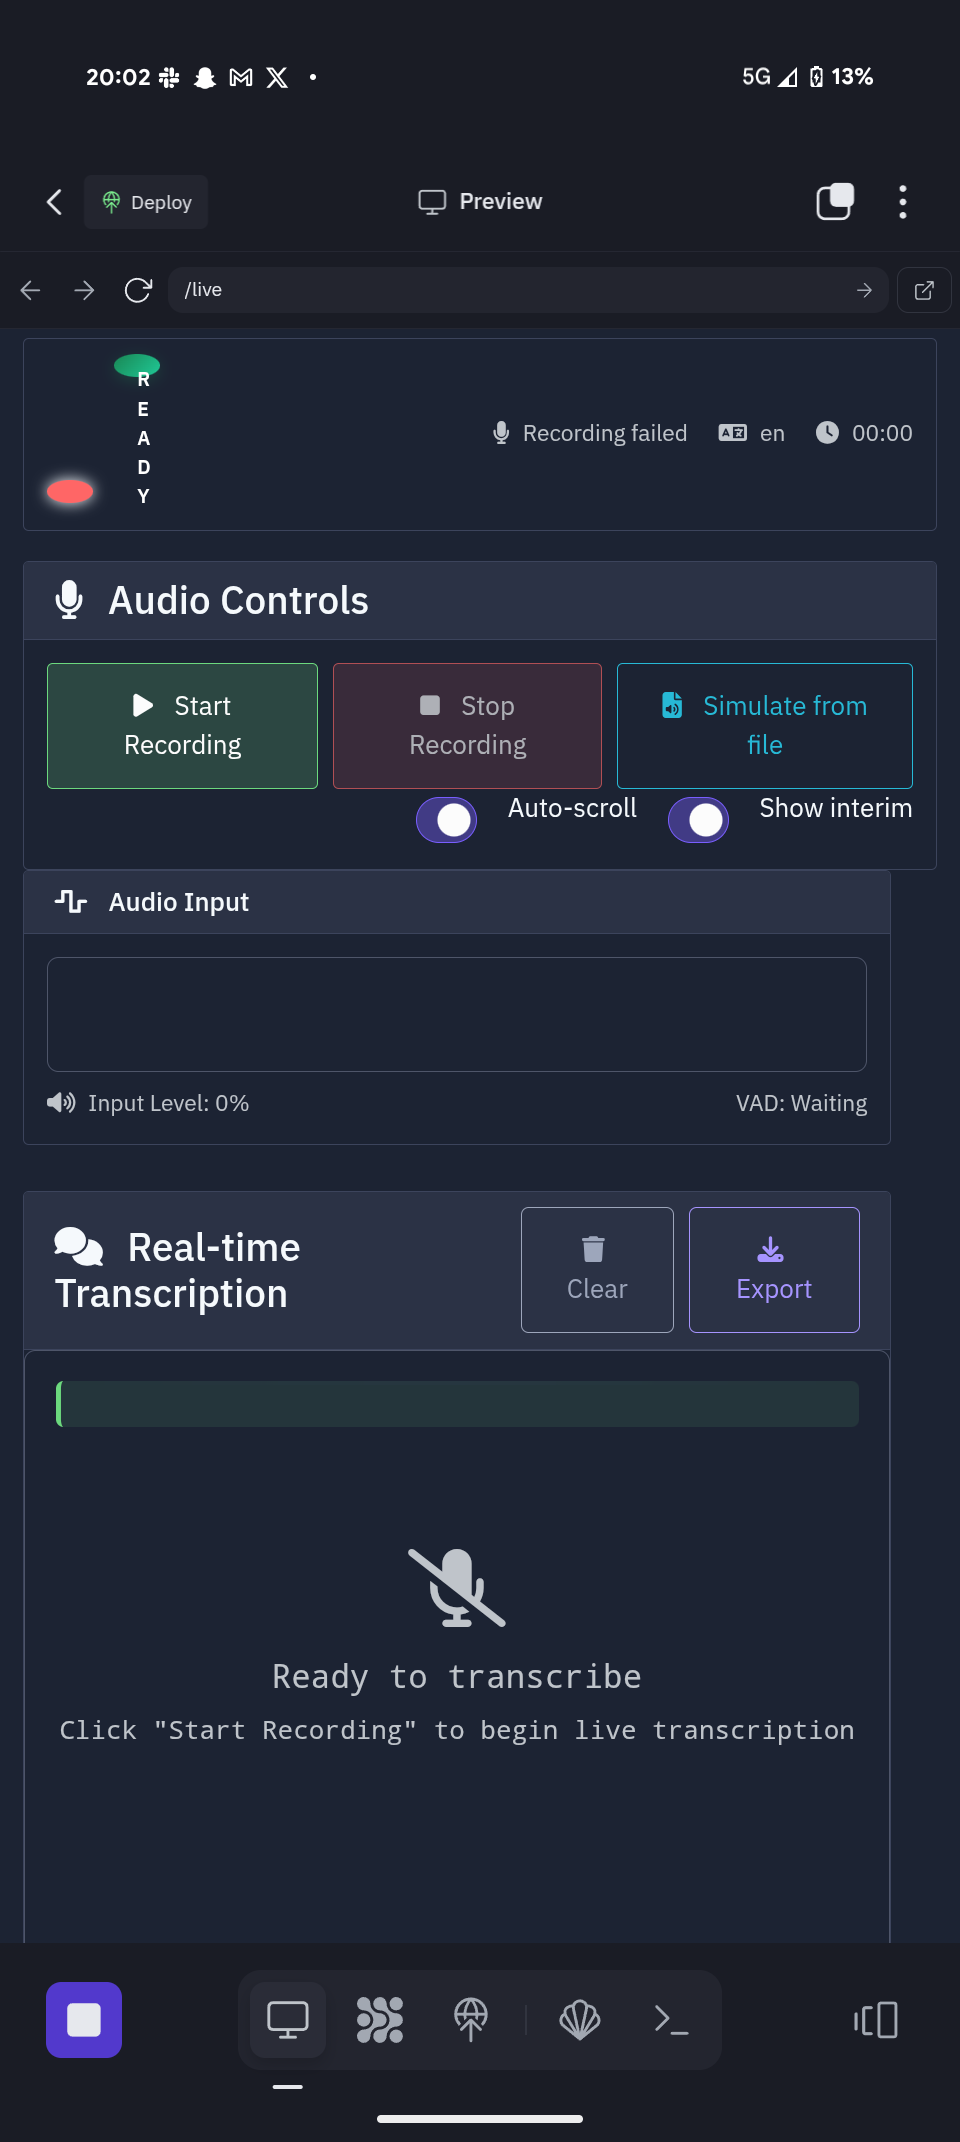 20:02
5G 13%
Deploy
Preview
/live
READY
Recording failed
en
00:00
Audio Controls
Start
Recording
Stop
Recording
Simulate from
file
Auto-scroll
Show interim
Audio Input
Input Level: 0%
VAD: Waiting
Real-time
Transcription
Clear
Export
Ready to transcribe
Click "Start Recording" to begin live transcription